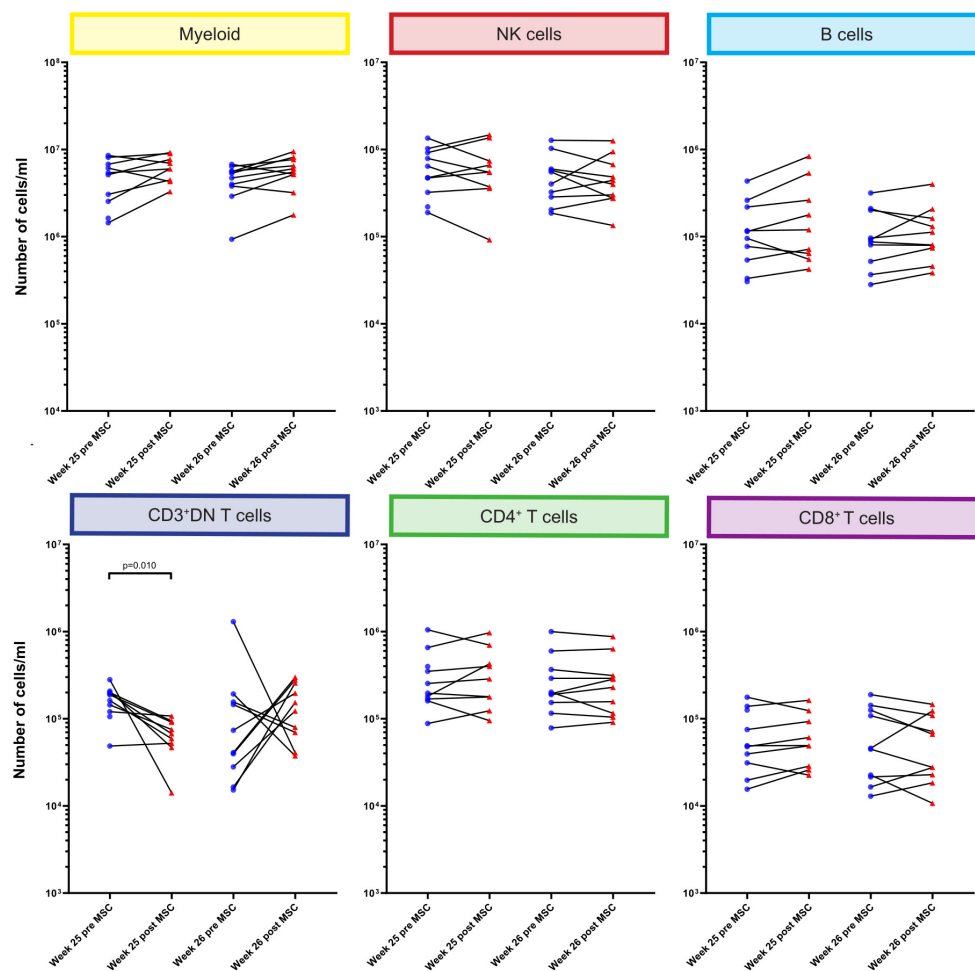 Myeloid
NK cells
B cells
Number of cells/ml
10⁸
10⁷
10⁶
10⁵
10⁴
10⁷
10⁶
10⁵
10⁴
10³
10⁷
10⁶
10⁵
10⁴
10³
Week 25 pre MSC
Week 25 post MSC
Week 26 pre MSC
Week 26 post MSC
Week 25 pre MSC
Week 25 post MSC
Week 26 pre MSC
Week 26 post MSC
Week 25 pre MSC
Week 25 post MSC
Week 26 pre MSC
Week 26 post MSC
CD3⁺DN T cells
CD4⁺ T cells
CD8⁺ T cells
Number of cells/ml
10⁷
10⁶
10⁵
10⁴
10³
p=0.010
10⁷
10⁶
10⁵
10⁴
10³
10⁷
10⁶
10⁵
10⁴
10³
Week 25 pre MSC
Week 25 post MSC
Week 26 pre MSC
Week 26 post MSC
Week 25 pre MSC
Week 25 post MSC
Week 26 pre MSC
Week 26 post MSC
Week 25 pre MSC
Week 25 post MSC
Week 26 pre MSC
Week 26 post MSC